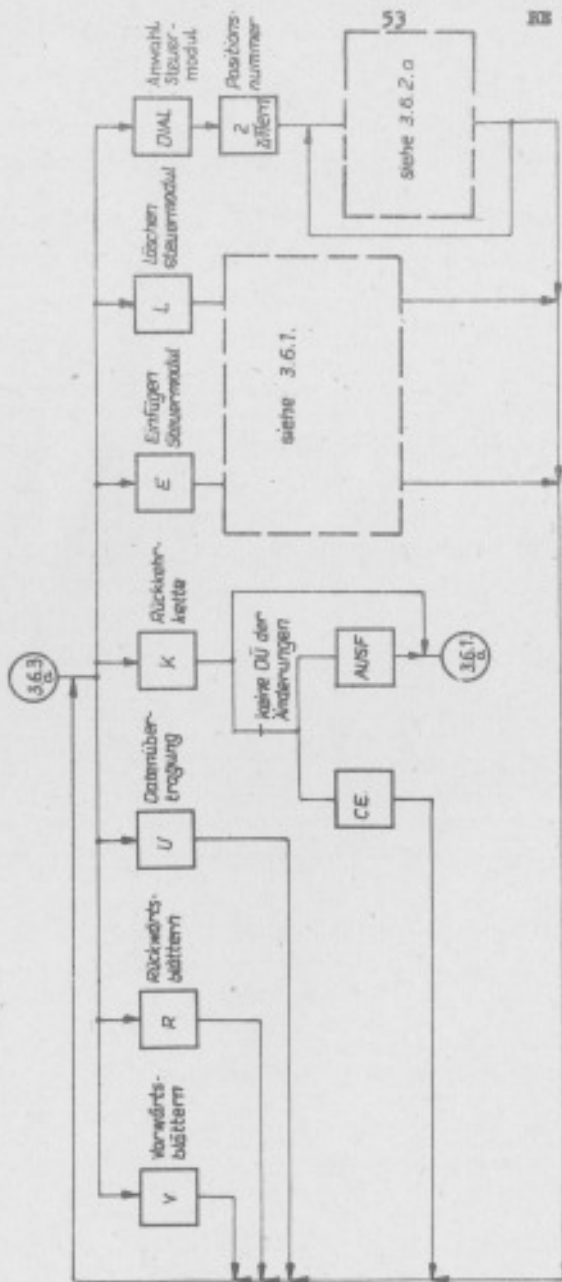 53
3.6.3
a
V
Vorwärts-
blättern
R
Rückwärts-
blättern
U
Datenüber-
tragung
K
Rückkehr-
kette
E
Einfügen
Steuermodul
L
Löschen
Steuermodul
DIAL
Anwahl
Steuer-
modul
2
Ziffern
Positions-
nummer
keine DÜ der
Änderungen
CE
AUSF
3.6.1.
a
siehe 3.6.1.
siehe 3.6.2.a